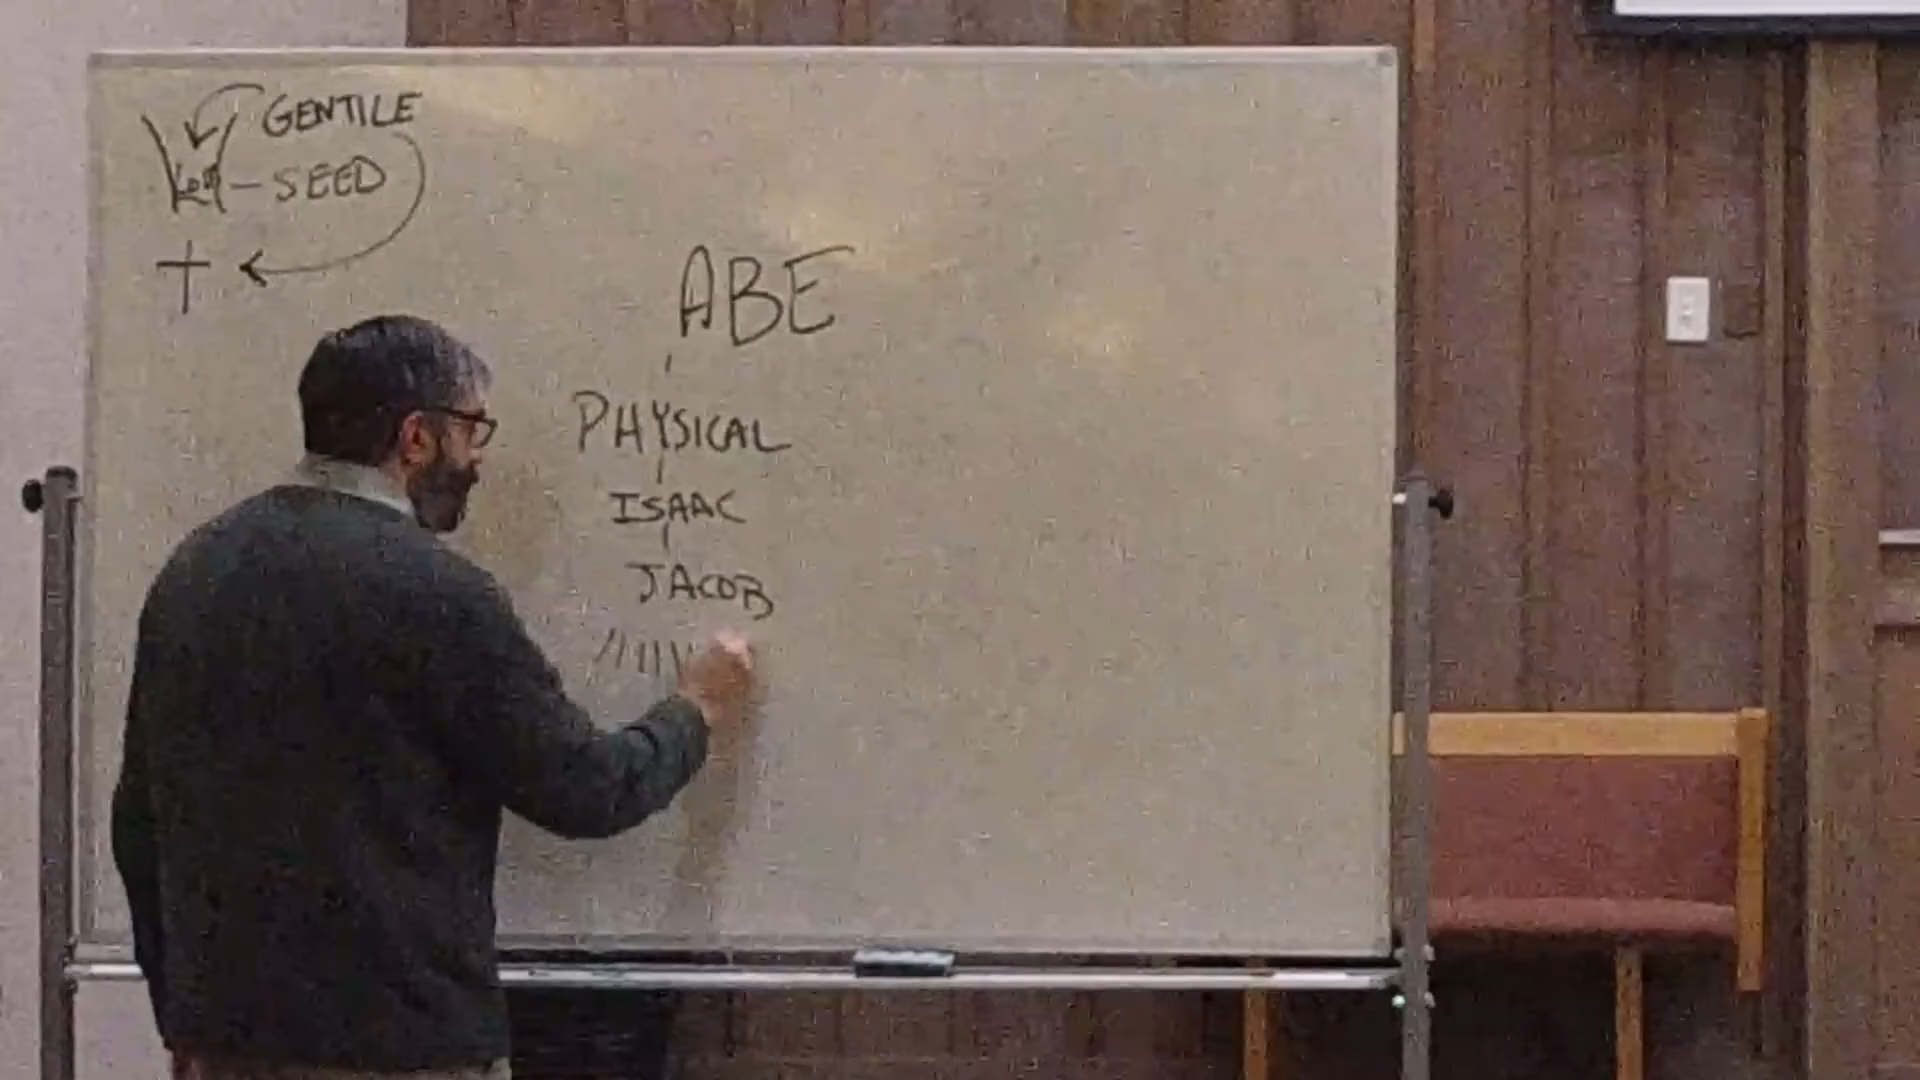 GENTILE
- SEED
ABE
PHYSICAL
ISAAC
JACOB